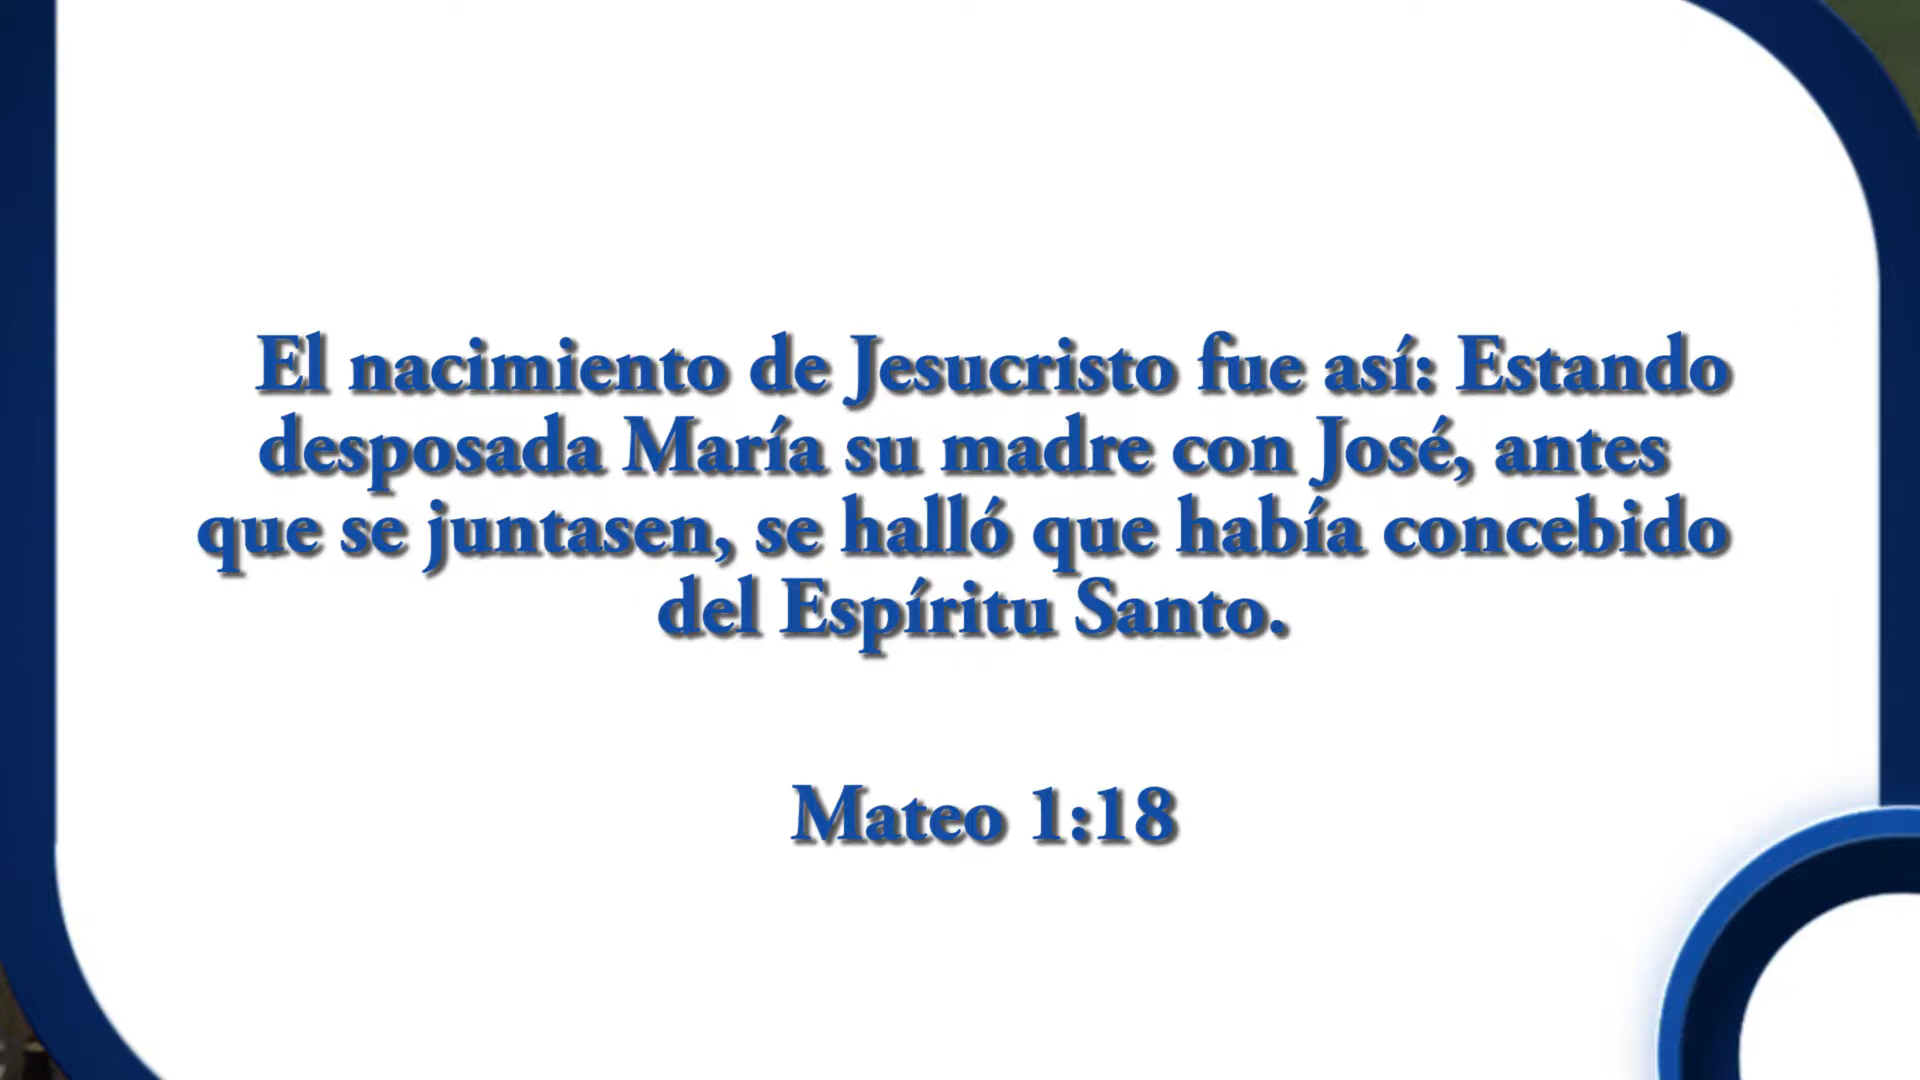 El nacimiento de Jesucristo fue así: Estando
desposada María su madre con José, antes
que se juntasen, se halló que había concebido
del Espíritu Santo.
Mateo 1:18